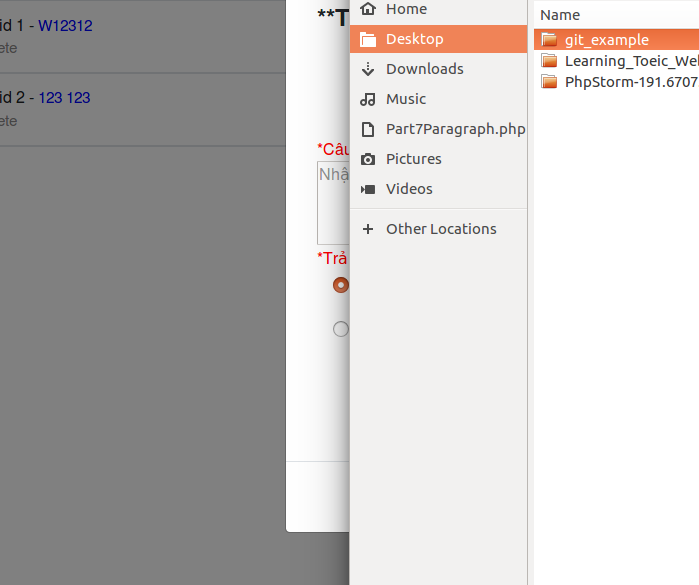 id 1 - W12312
ete
id 2 - 123 123
ete
**T
*Câu
Nhậ
*Trả
Home
Desktop
Downloads
Music
Part7Paragraph.php
Pictures
Videos
+ Other Locations
Name
git_example
Learning_Toeic_We
PhpStorm-191.6707